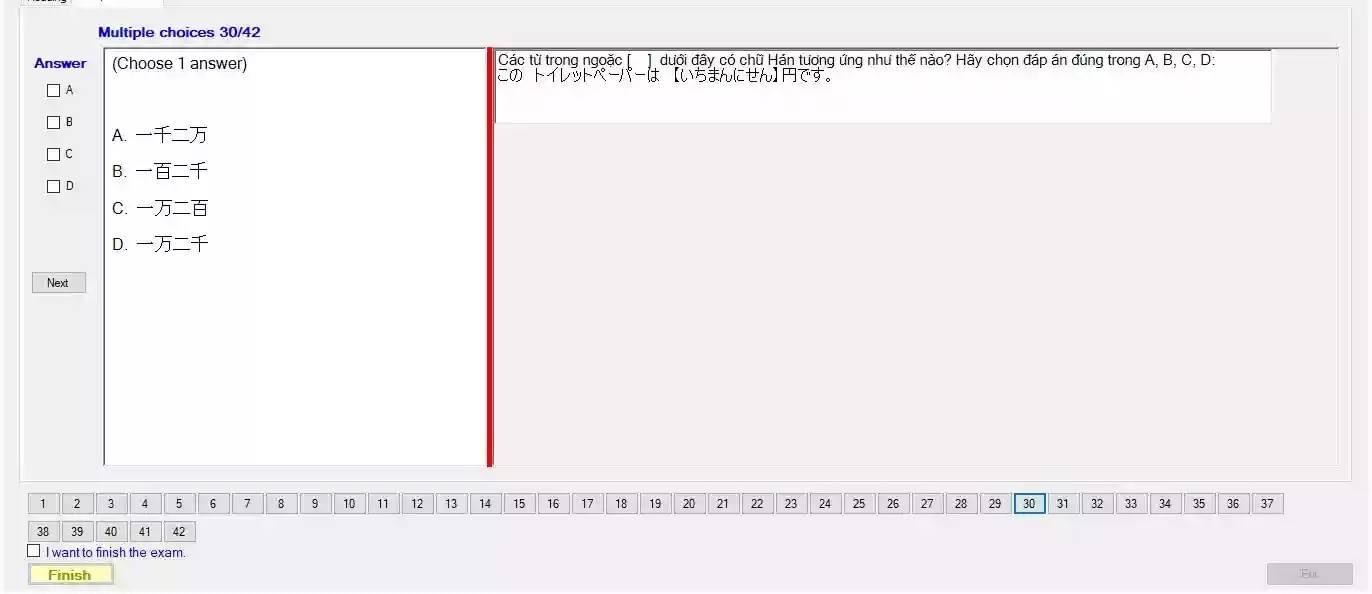 Multiple choices 30/42
Answer
A
B
C
D
Next
(Choose 1 answer)
A. 一千二万
B. 一百二千
C. 一万二百
D. 一万二千
Các từ trong ngoặc [ ] dưới đây có chữ Hán tương ứng như thế nào? Hãy chọn đáp án đúng trong A, B, C, D:
この トイレットペーパーは 【いちまんにせん】円です。
1 2 3 4 5 6 7 8 9 10 11 12 13 14 15 16 17 18 19 20 21 22 23 24 25 26 27 28 29 30 31 32 33 34 35 36 37
38 39 40 41 42
I want to finish the exam.
Finish